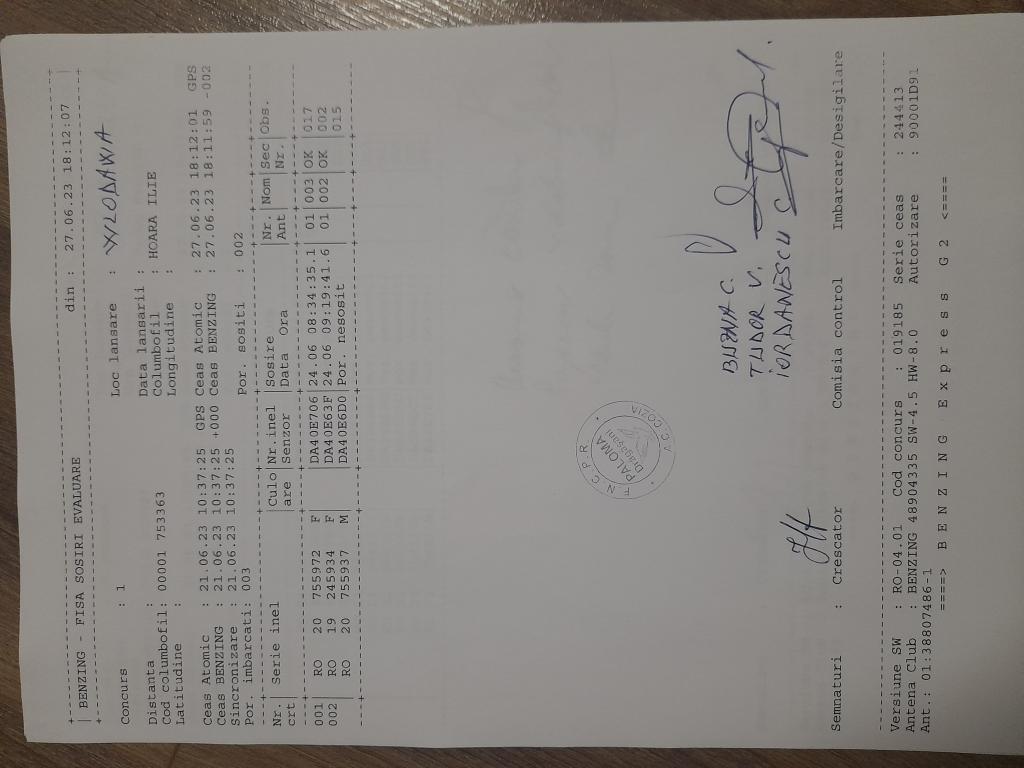 +-----------------------------------------------------------------------------+
| BENZING - FISA SOSIRI EVALUARE din : 27.06.23 18:12:07 |
+-----------------------------------------------------------------------------+
Concurs : 1 Loc lansare : WLODAWA
Distanta : Data lansarii :
Cod columbofil: 00001 753363 Columbofil : HOARA ILIE
Latitudine : Longitudine :
Ceas Atomic : 21.06.23 10:37:25 GPS Ceas Atomic : 27.06.23 18:12:01 GPS
Ceas BENZING : 21.06.23 10:37:25 +000 Ceas BENZING : 27.06.23 18:11:59 -002
Sincronizare : 21.06.23 10:37:25
Por. imbarcati: 003 Por. sositi : 002
Nr. | Serie inel |Culo|Nr.inel |Sosire |Nr. |Nom|Sec|Obs.
crt| |are |Senzor |Data Ora |Ant | |Nr.|
001 | RO 20 755972 F | |DA40E706|24.06 08:34:35.1| 01|003|OK |017
002 | RO 19 245934 F | |DA40E63F|24.06 09:19:41.6| 01|002|OK |002
| RO 20 755937 M | |DA40E6D0|Por. nesosit | | | |015
F.N.C.P.R.
PALOMA
Dragasani
V-C-COZIA
TUDOR V.
IORDANESCU
Semnaturi : Crescator Comisia control Imbarcare/Desigilare
Versiune SW : RO-04.01 Cod concurs : 019185 Serie ceas : 244413
Antena Club : BENZING 48904335 SW-4.5 HW-8.0 Autorizare : 90001D91
Ant.: 01:38807486-1
====> B E N Z I N G E x p r e s s G 2 <====